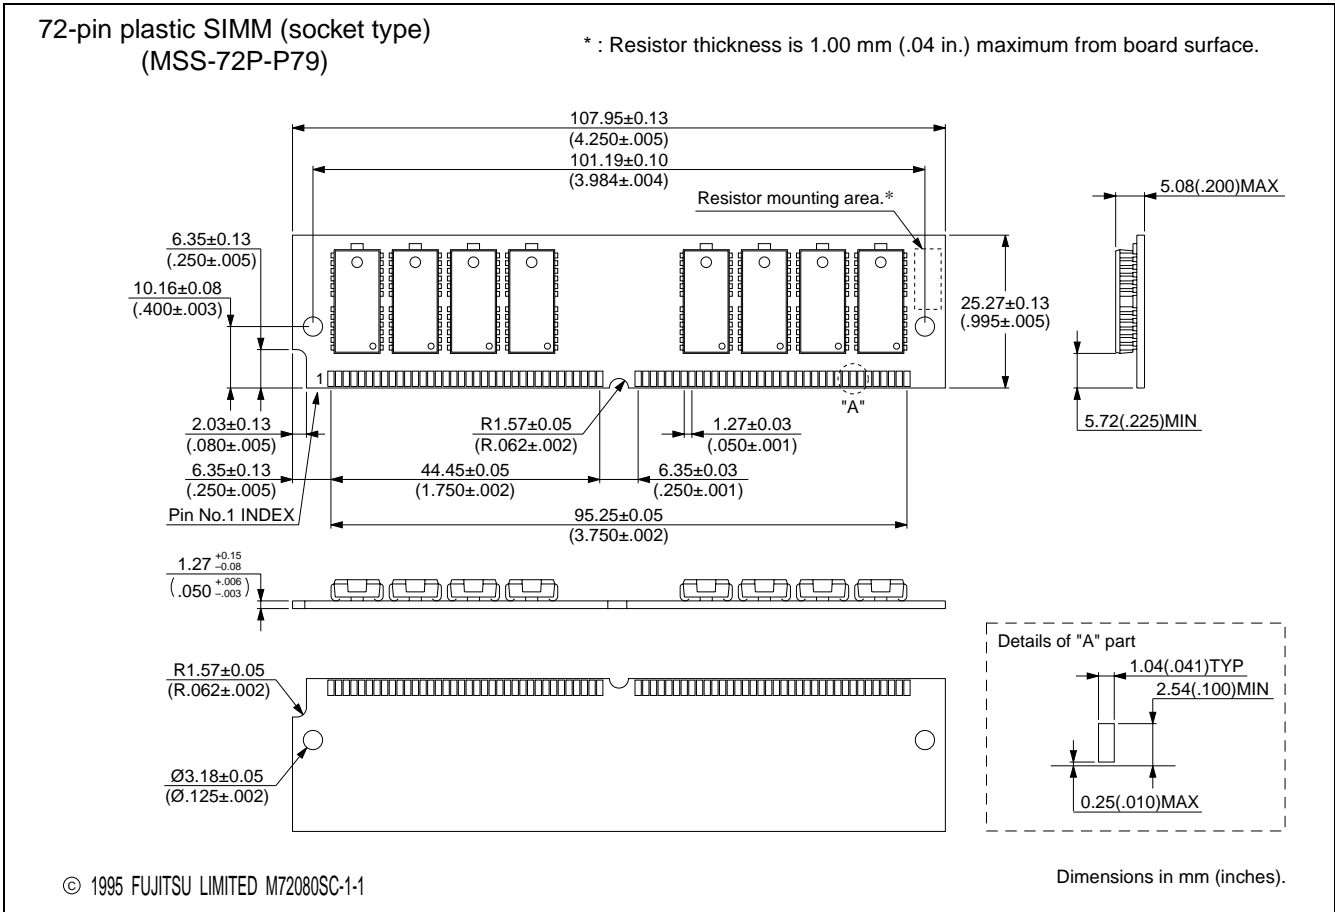 72-pin plastic SIMM (socket type)
(MSS-72P-P79)
* : Resistor thickness is 1.00 mm (.04 in.) maximum from board surface.
107.95±0.13
(4.250±.005)
101.19±0.10
(3.984±.004)
Resistor mounting area.*
5.08(.200)MAX
6.35±0.13
(.250±.005)
10.16±0.08
(.400±.003)
25.27±0.13
(.995±.005)
1
"A"
5.72(.225)MIN
2.03±0.13
(.080±.005)
R1.57±0.05
(R.062±.002)
1.27±0.03
(.050±.001)
6.35±0.13
(.250±.005)
44.45±0.05
(1.750±.002)
6.35±0.03
(.250±.001)
Pin No.1 INDEX
95.25±0.05
(3.750±.002)
1.27 +0.15 –0.08
(.050 +.006 –.003)
R1.57±0.05
(R.062±.002)
Ø3.18±0.05
(Ø.125±.002)
Details of "A" part
1.04(.041)TYP
2.54(.100)MIN
0.25(.010)MAX
© 1995 FUJITSU LIMITED M72080SC-1-1
Dimensions in mm (inches).